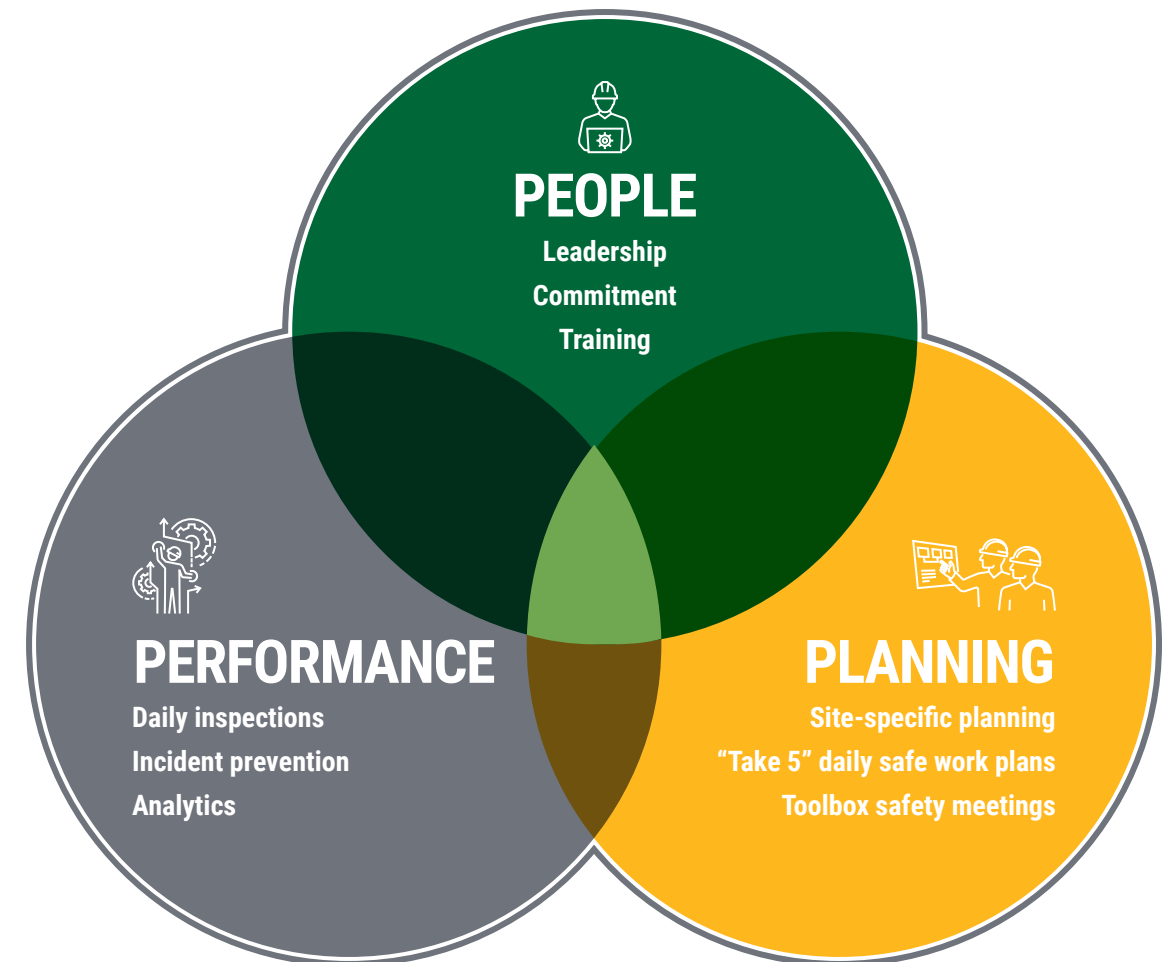 PEOPLE
Leadership
Commitment
Training
PERFORMANCE
Daily inspections
Incident prevention
Analytics
PLANNING
Site-specific planning
“Take 5” daily safe work plans
Toolbox safety meetings